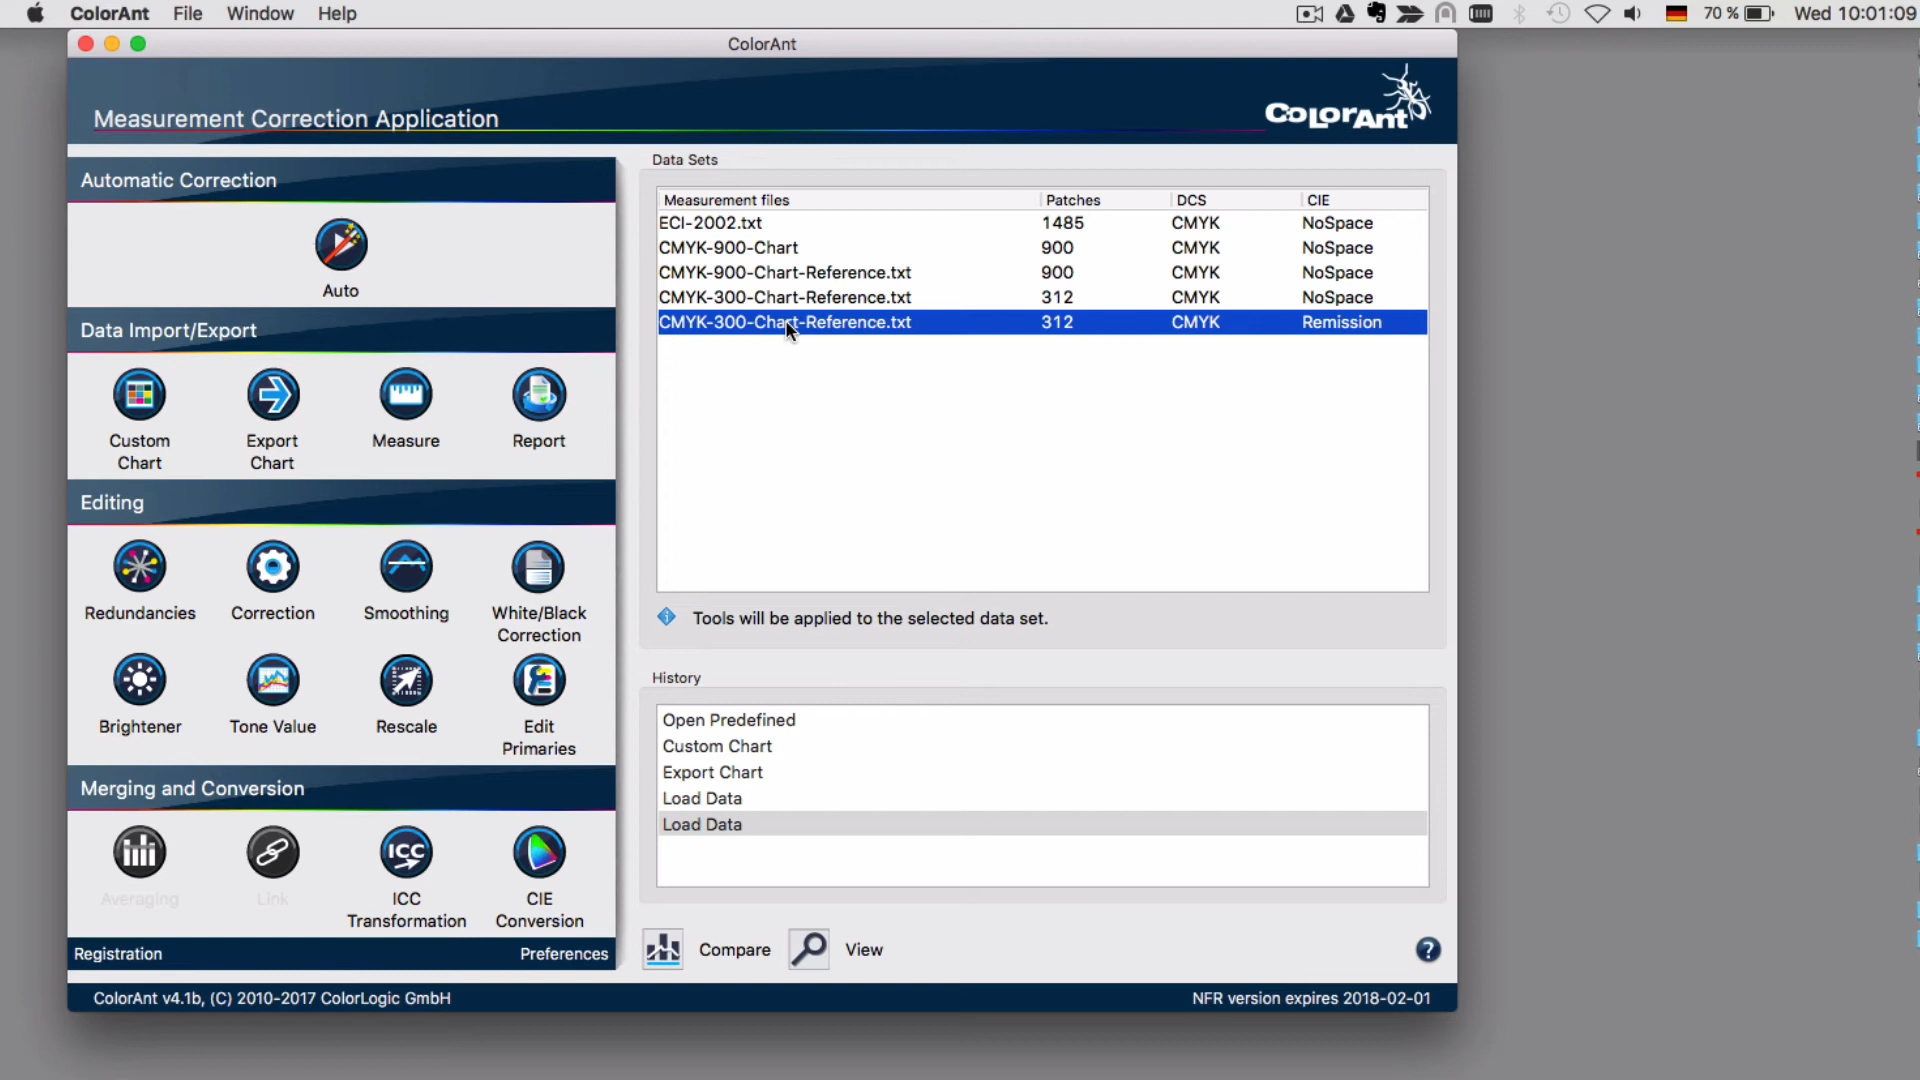 ColorAnt File Window Help 70 % Wed 10:01:09
ColorAnt
Measurement Correction Application
ColorAnt
Automatic Correction
Auto
Data Import/Export
Custom Chart
Export Chart
Measure
Report
Editing
Redundancies
Correction
Smoothing
White/Black Correction
Brightener
Tone Value
Rescale
Edit Primaries
Merging and Conversion
Averaging
Link
ICC
ICC Transformation
CIE Conversion
Registration Preferences
Data Sets
Measurement files Patches DCS CIE
ECI-2002.txt 1485 CMYK NoSpace
CMYK-900-Chart 900 CMYK NoSpace
CMYK-900-Chart-Reference.txt 900 CMYK NoSpace
CMYK-300-Chart-Reference.txt 312 CMYK NoSpace
CMYK-300-Chart-Reference.txt 312 CMYK Remission
Tools will be applied to the selected data set.
History
Open Predefined
Custom Chart
Export Chart
Load Data
Load Data
Compare View ?
ColorAnt v4.1b, (C) 2010-2017 ColorLogic GmbH NFR version expires 2018-02-01